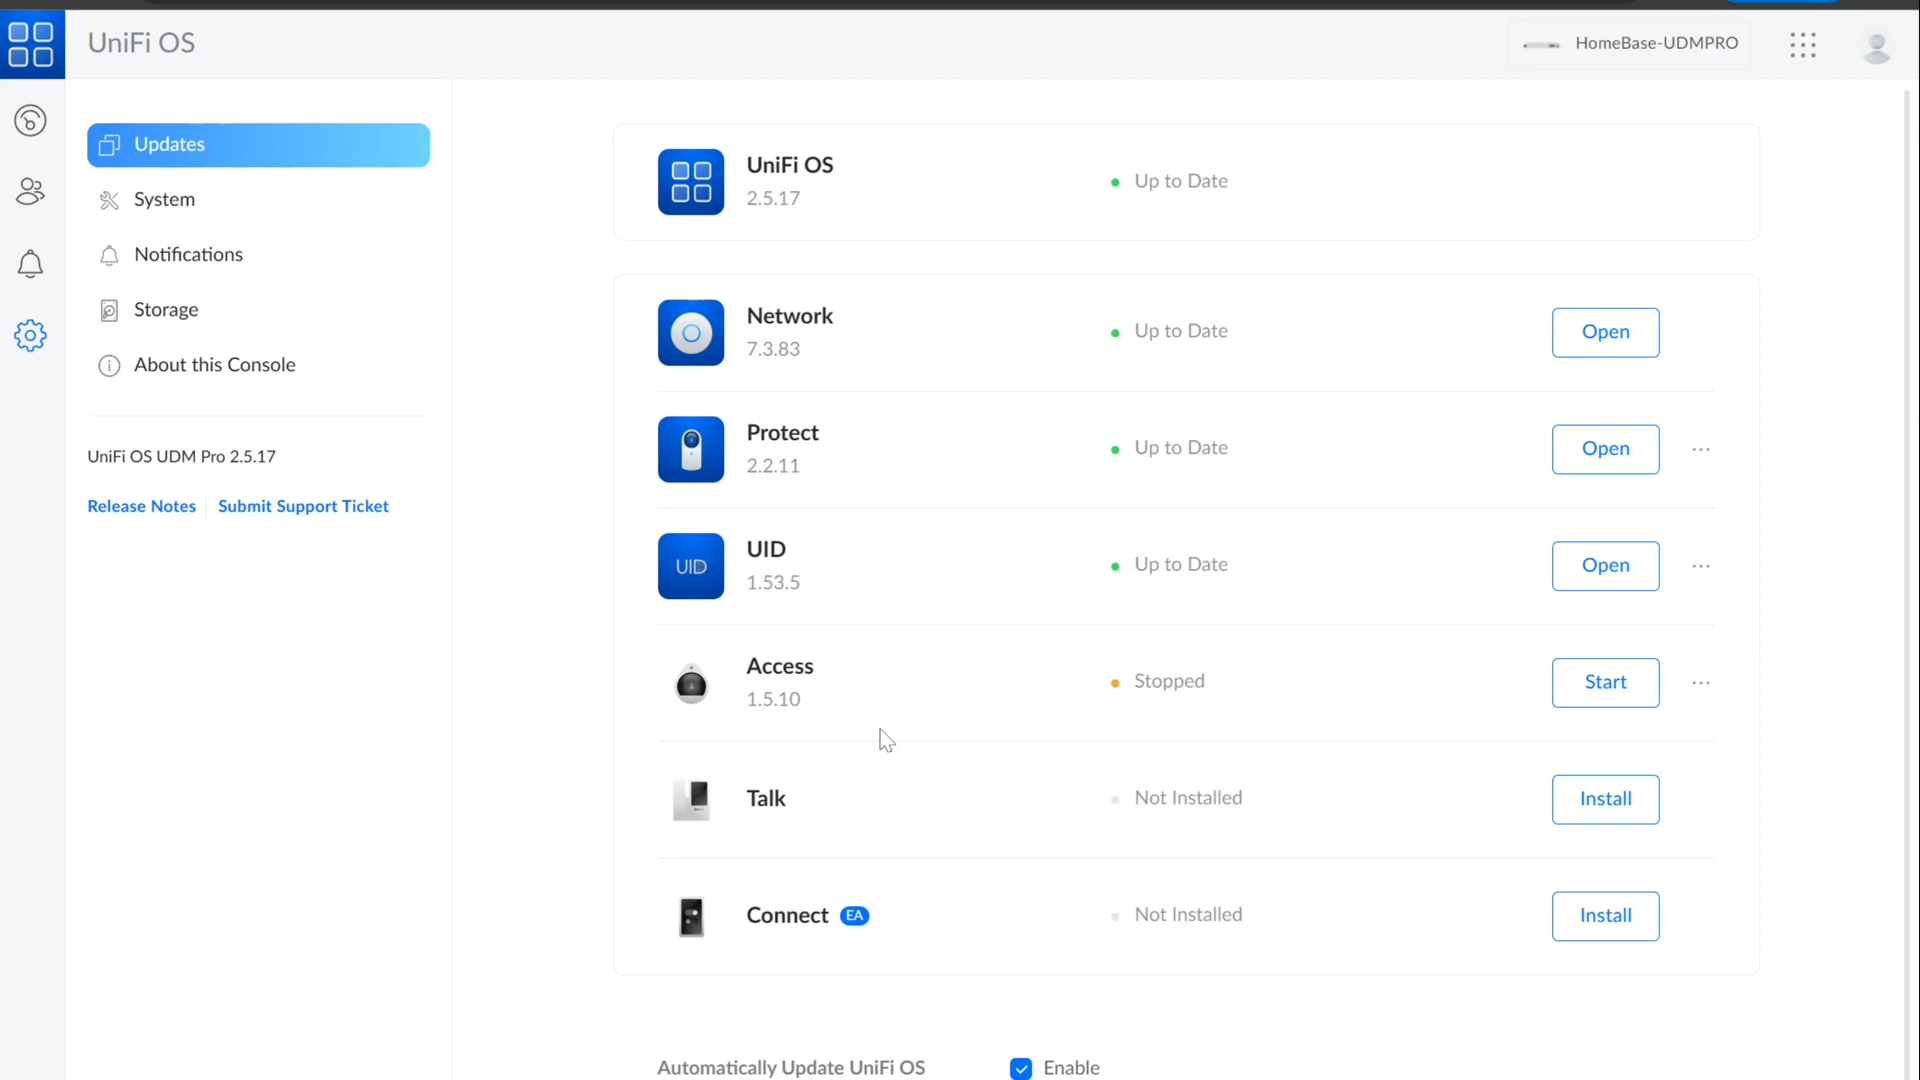 UniFi OS
HomeBase-UDMPRO
Updates
System
Notifications
Storage
About this Console
UniFi OS UDM Pro 2.5.17
Release Notes
Submit Support Ticket
UniFi OS
2.5.17
Up to Date
Network
7.3.83
Up to Date
Open
Protect
2.2.11
Up to Date
Open
UID
UID
1.53.5
Up to Date
Open
Access
1.5.10
Stopped
Start
Talk
Not Installed
Install
Connect EA
Not Installed
Install
Automatically Update UniFi OS
Enable